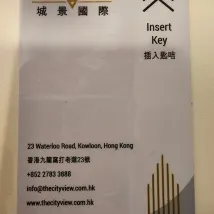 城景國際
Insert
Key
插入匙咭
23 Waterloo Road, Kowloon, Hong Kong
香港九龍窩打老道23號
+852 2783 3888
info@thecityview.com.hk
www.thecityview.com.hk